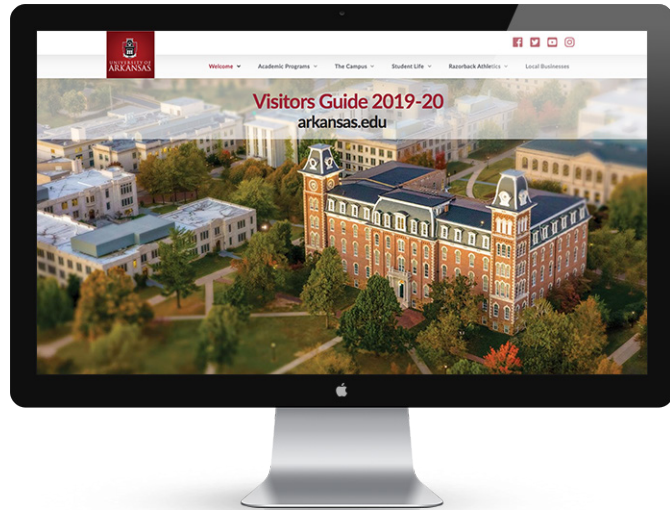 UNIVERSITY OF
ARKANSAS
Welcome
Academic Programs
The Campus
Student Life
Razorback Athletics
Local Businesses
Visitors Guide 2019-20
arkansas.edu